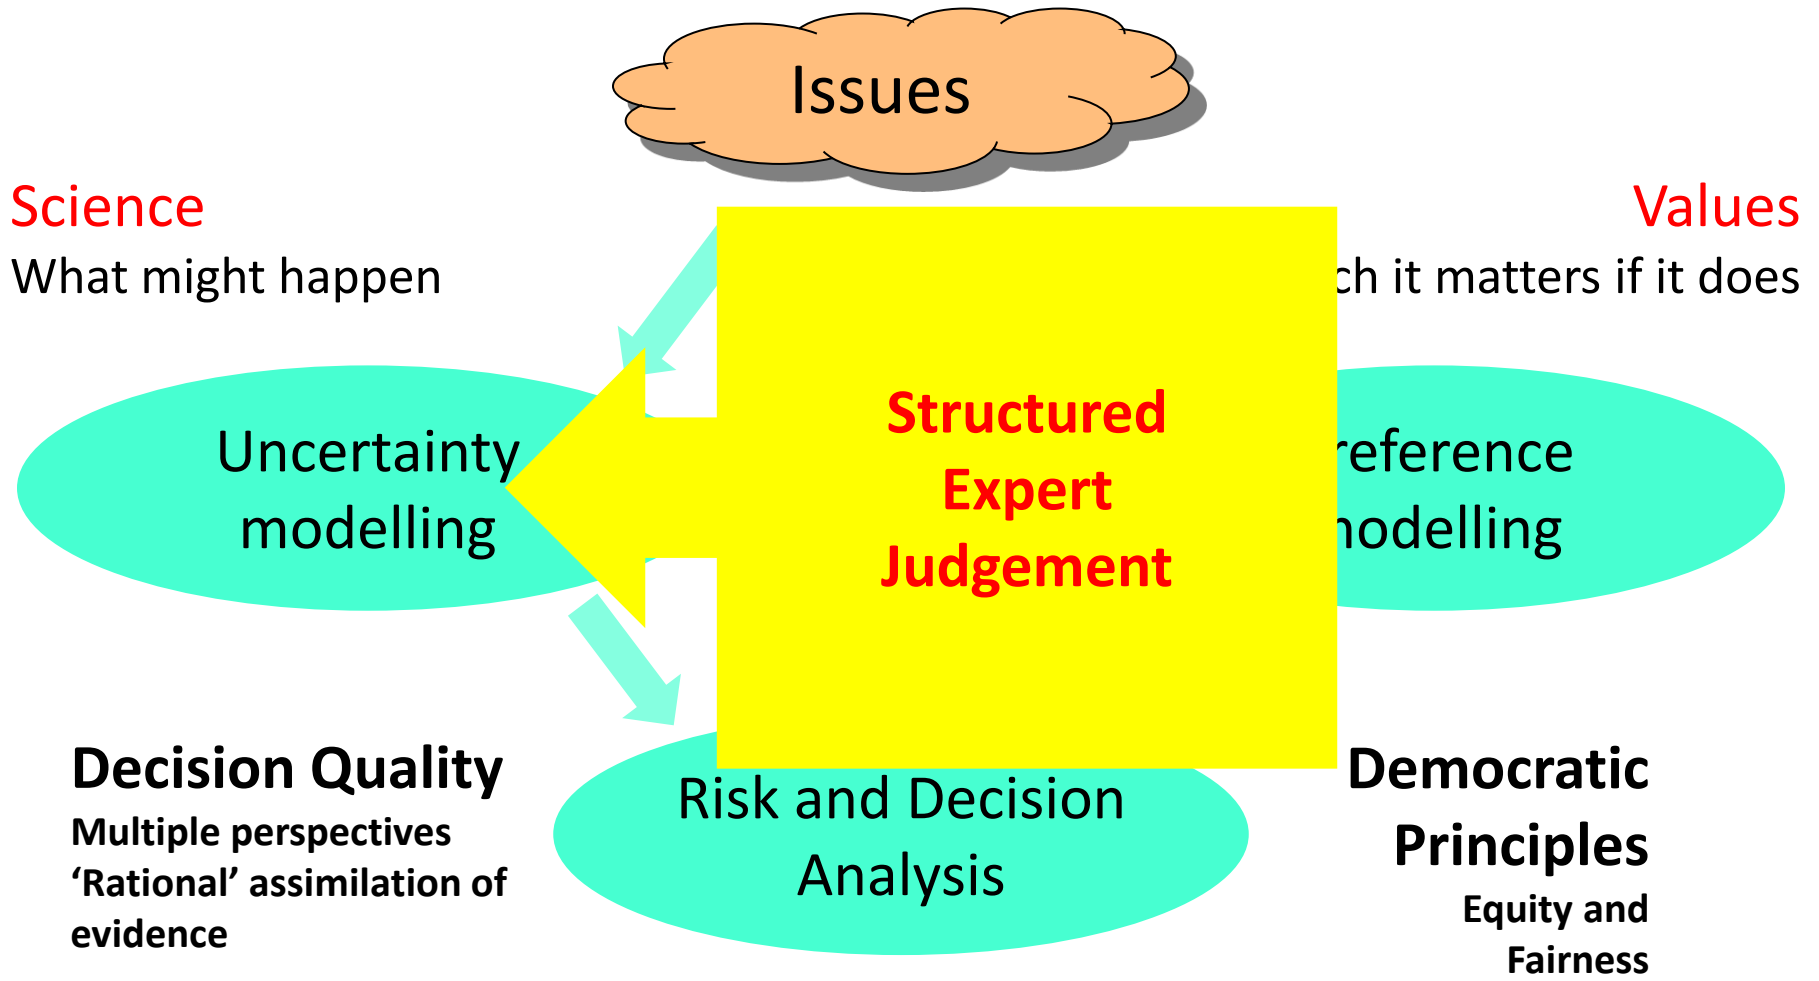 Issues
Science
Values
What might happen
ch it matters if it does
Uncertainty
modelling
Structured
Expert
Judgement
reference
odelling
Decision Quality
Multiple perspectives
‘Rational’ assimilation of
evidence
Risk and Decision
Analysis
Democratic
Principles
Equity and
Fairness